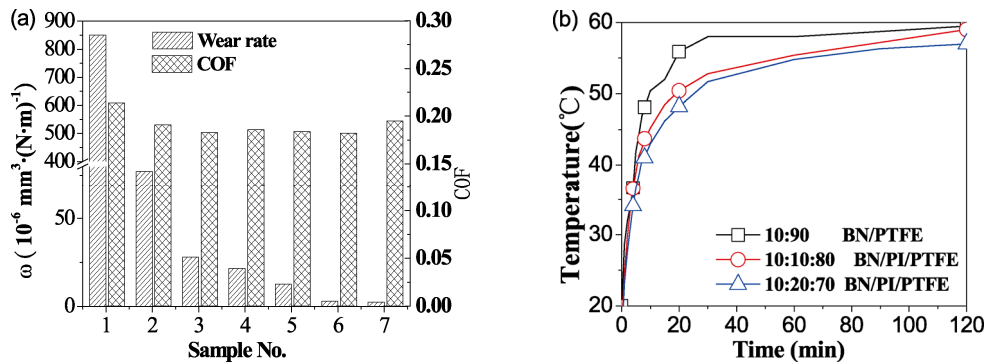 (a)
Wear rate
COF
900
800
700
600
500
400
50
0
ω ( 10⁻⁶ mm³·(N·m)⁻¹)
0.30
0.25
0.20
0.15
0.10
0.05
0.00
COF
1 2 3 4 5 6 7
Sample No.
(b)
60
50
40
30
20
Temperature(℃)
10:90 BN/PTFE
10:10:80 BN/PI/PTFE
10:20:70 BN/PI/PTFE
0 20 40 60 80 100 120
Time (min)